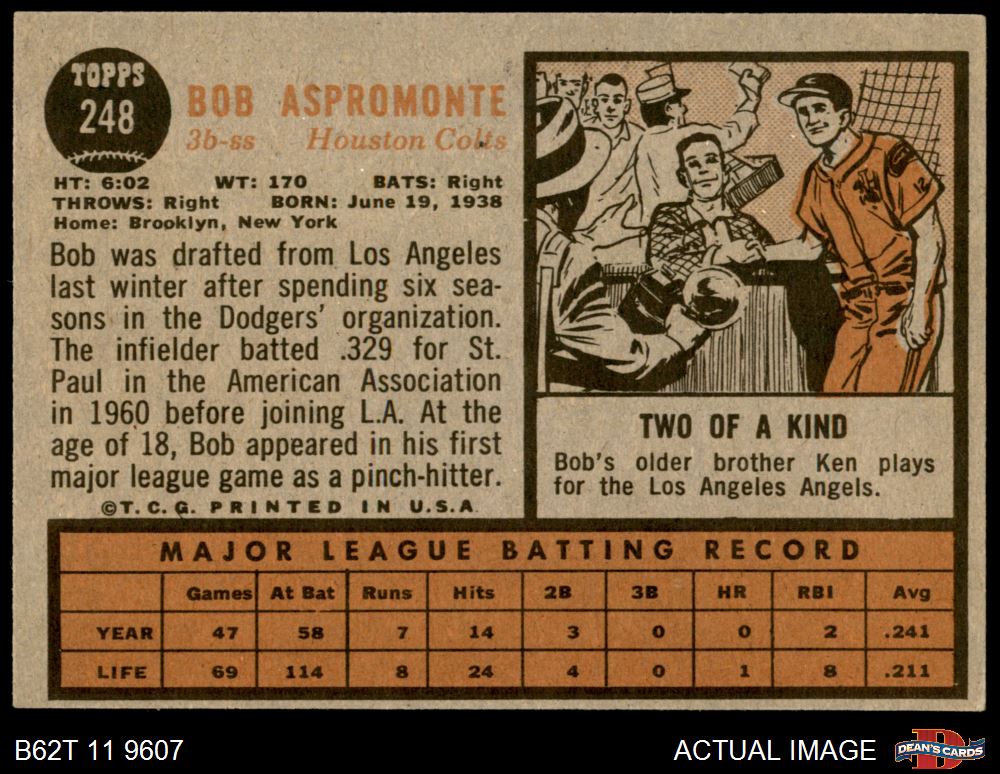 TOPPS
248
BOB ASPROMONTE
3b-ss Houston Colts
HT: 6:02 WT: 170 BATS: Right
THROWS: Right BORN: June 19, 1938
Home: Brooklyn, New York
Bob was drafted from Los Angeles
last winter after spending six sea-
sons in the Dodgers' organization.
The infielder batted .329 for St.
Paul in the American Association
in 1960 before joining L.A. At the
age of 18, Bob appeared in his first
major league game as a pinch-hitter.
©T.C.G. PRINTED IN U.S.A.
12
TWO OF A KIND
Bob's older brother Ken plays
for the Los Angeles Angels.
MAJOR LEAGUE BATTING RECORD
Games At Bat Runs Hits 2B 3B HR RBI Avg
YEAR 47 58 7 14 3 0 0 2 .241
LIFE 69 114 8 24 4 0 1 8 .211
B62T 11 9607
ACTUAL IMAGE
DEAN'S CARDS